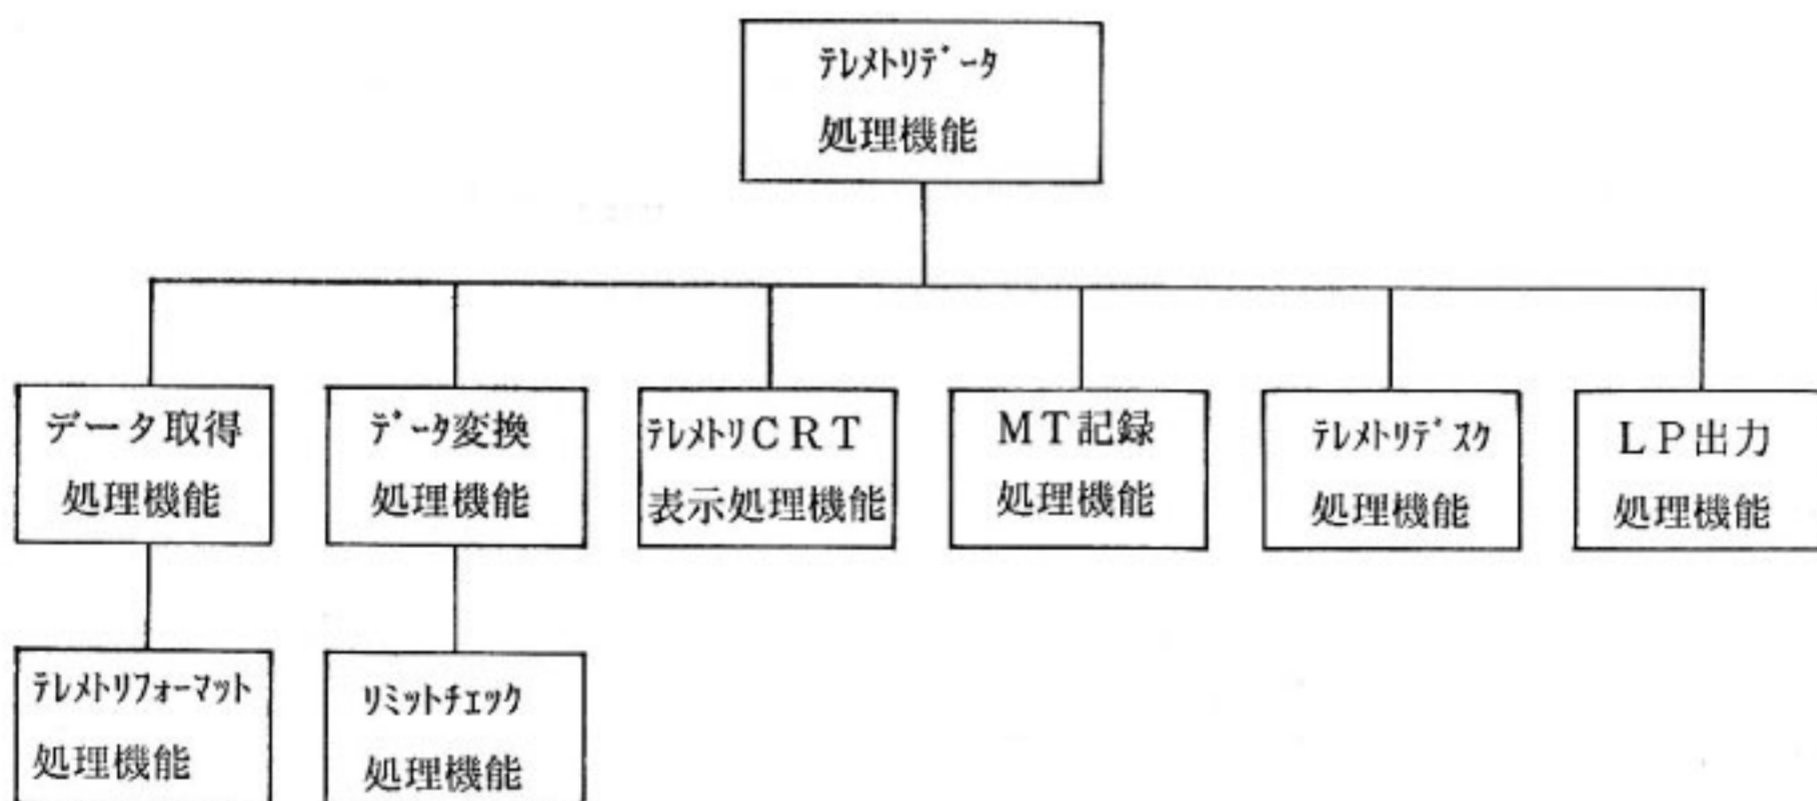 ﾃﾚﾒﾄﾘﾃﾞｰﾀ
処理機能
データ取得
処理機能
ﾃﾞｰﾀ変換
処理機能
ﾃﾚﾒﾄﾘＣＲＴ
表示処理機能
ＭＴ記録
処理機能
ﾃﾚﾒﾄﾘﾃﾞｽｸ
処理機能
ＬＰ出力
処理機能
ﾃﾚﾒﾄﾘﾌｫｰﾏｯﾄ
処理機能
ﾘﾐｯﾄﾁｪｯｸ
処理機能